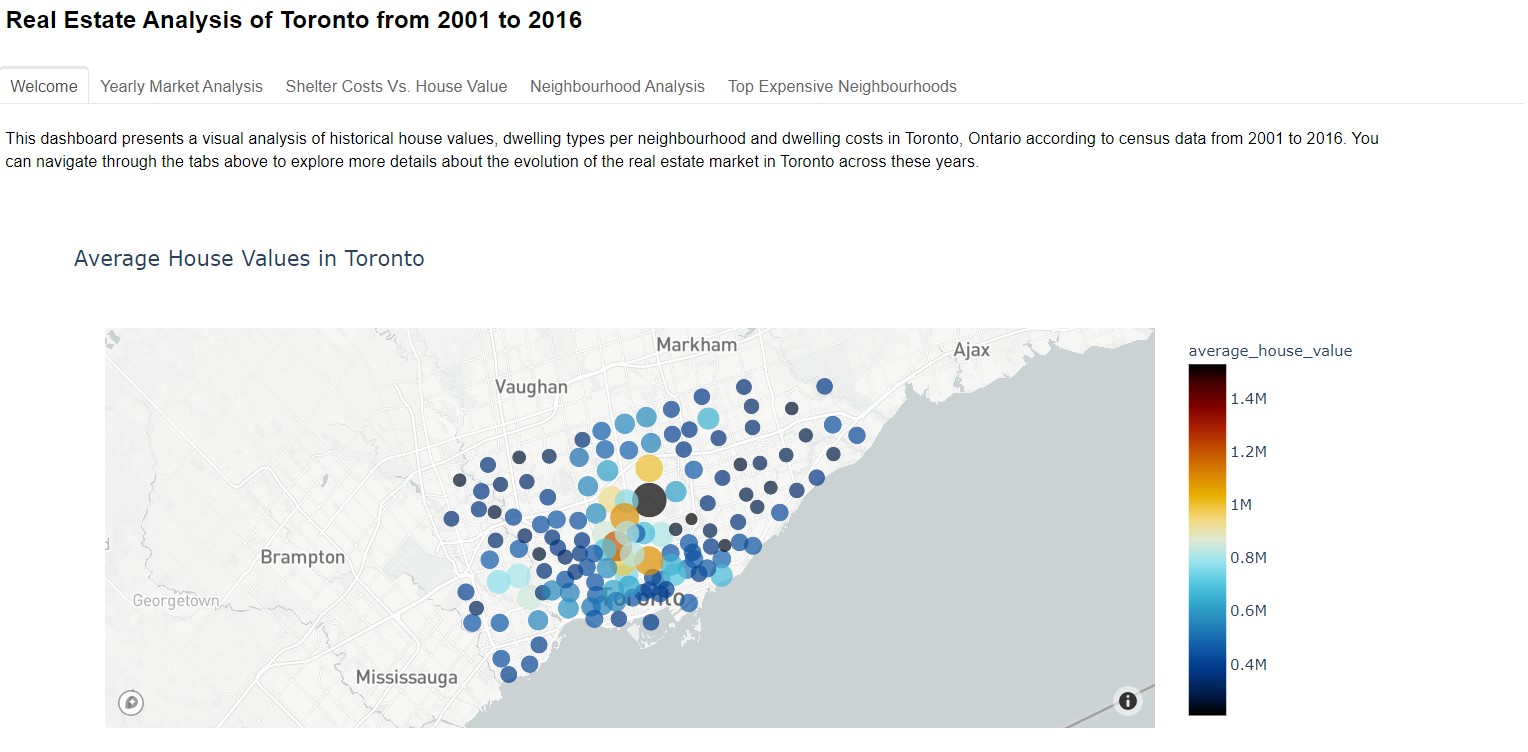 Real Estate Analysis of Toronto from 2001 to 2016
Welcome
Yearly Market Analysis
Shelter Costs Vs. House Value
Neighbourhood Analysis
Top Expensive Neighbourhoods
This dashboard presents a visual analysis of historical house values, dwelling types per neighbourhood and dwelling costs in Toronto, Ontario according to census data from 2001 to 2016. You
can navigate through the tabs above to explore more details about the evolution of the real estate market in Toronto across these years.
Average House Values in Toronto
Markham
Ajax
Vaughan
Brampton
Georgetown
Toronto
Mississauga
average_house_value
1.4M
1.2M
1M
0.8M
0.6M
0.4M